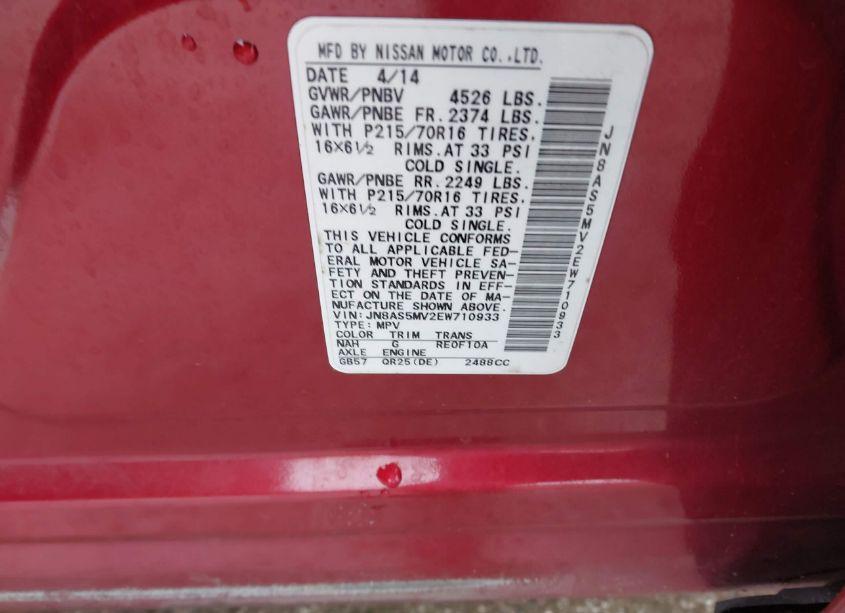 MFD BY NISSAN MOTOR CO.,LTD.
DATE 4/14
GVWR/PNBV 4526 LBS.
GAWR/PNBE FR. 2374 LBS.
WITH P215/70R16 TIRES.
16×6½ RIMS. AT 33 PSI
COLD SINGLE.
GAWR/PNBE RR. 2249 LBS.
WITH P215/70R16 TIRES.
16×6½ RIMS. AT 33 PSI
COLD SINGLE.
THIS VEHICLE CONFORMS
TO ALL APPLICABLE FED-
ERAL MOTOR VEHICLE SA-
FETY AND THEFT PREVEN-
TION STANDARDS IN EFF-
ECT ON THE DATE OF MA-
NUFACTURE SHOWN ABOVE.
VIN: JN8AS5MV2EW710933
TYPE: MPV
COLOR TRIM TRANS
NAH G RE0F10A
AXLE ENGINE
GB57 QR25(DE) 2488CC
JN8AS5MV2EW710933